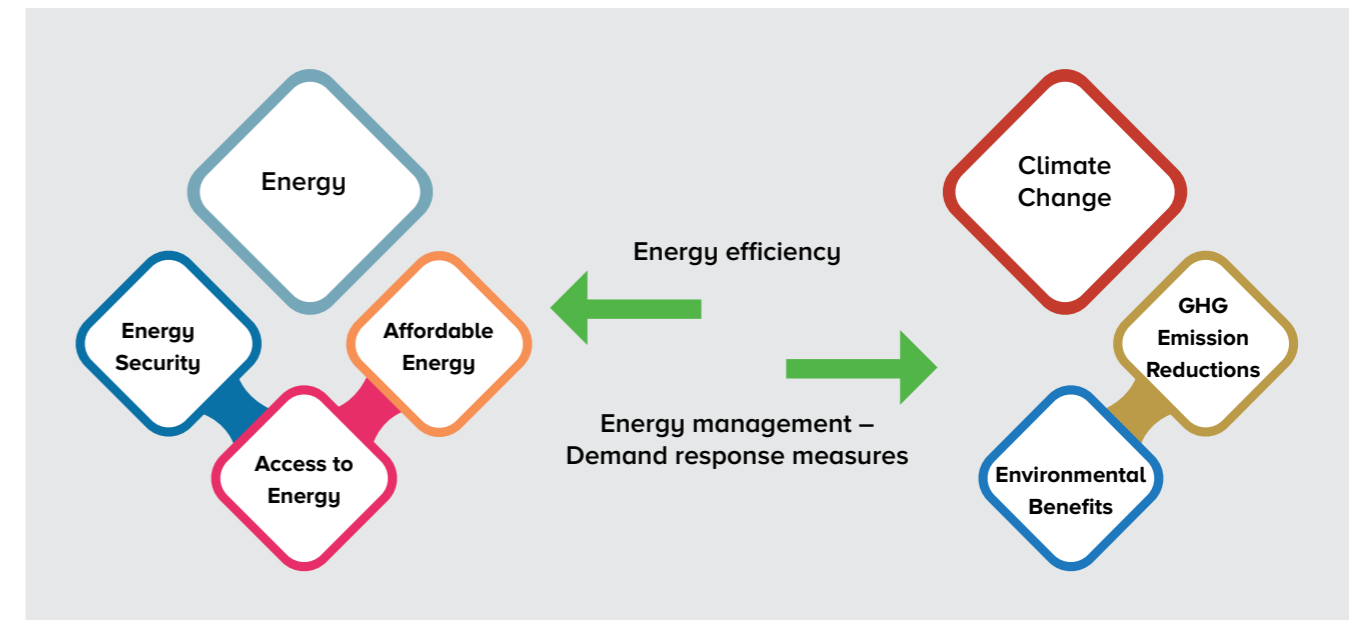 Energy
Energy
Security
Affordable
Energy
Access to
Energy
Energy efficiency
Energy management –
Demand response measures
Climate
Change
GHG
Emission
Reductions
Environmental
Benefits